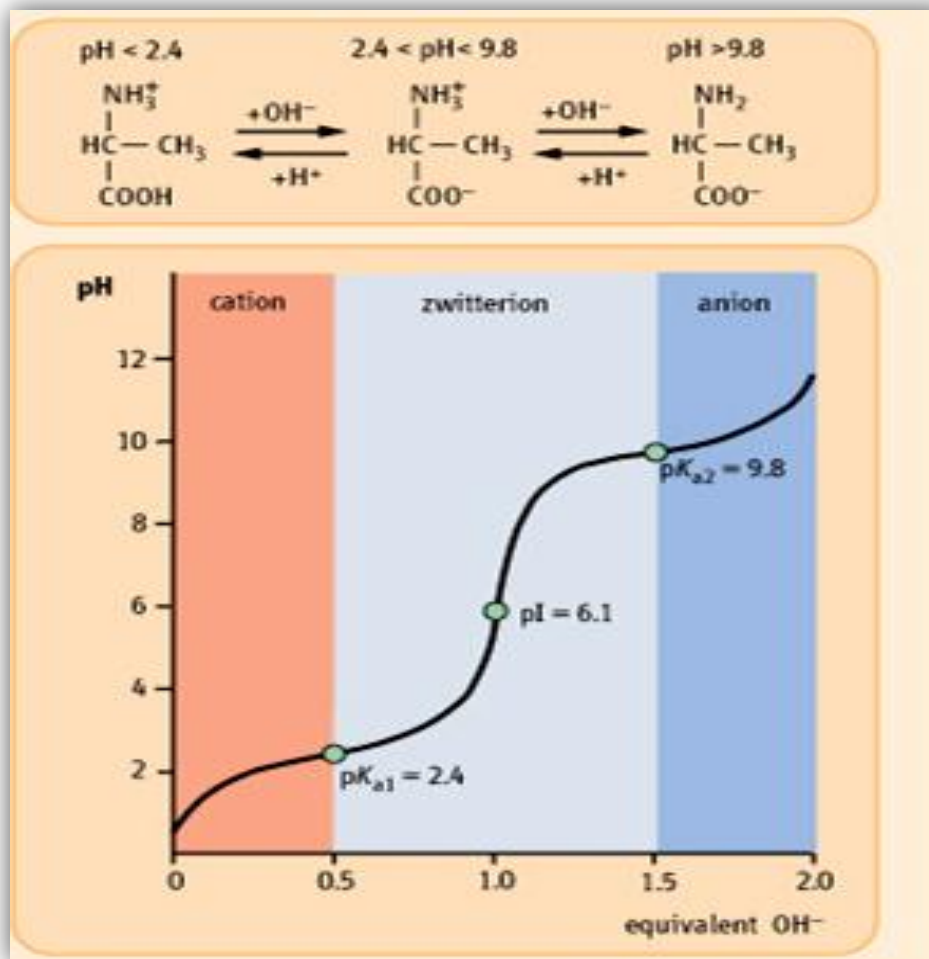 pH < 2.4 2.4 < pH< 9.8 pH >9.8
NH₃⁺ NH₃⁺ NH₂
+OH⁻ +OH⁻
HC — CH₃ HC — CH₃ HC — CH₃
+H⁺ +H⁺
COOH COO⁻ COO⁻
pH
cation zwitterion anion
12
10
pKₐ₂ = 9.8
8
6
pI = 6.1
4
2
pKₐ₁ = 2.4
0 0.5 1.0 1.5 2.0
equivalent OH⁻